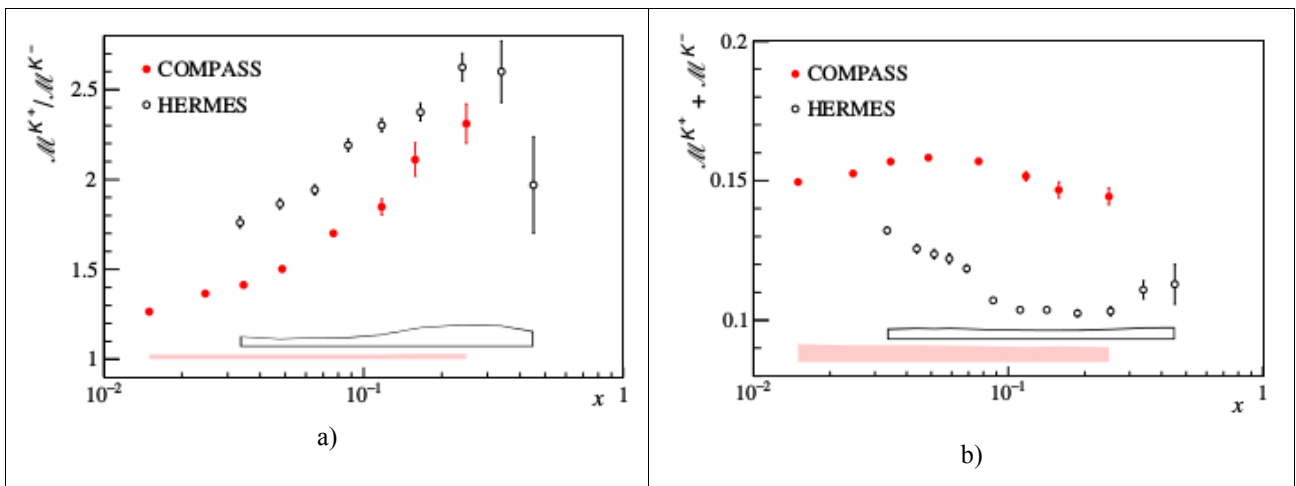 ℳ^{K⁺}/ℳ^{K⁻}
COMPASS
HERMES
2.5
2
1.5
1
10⁻²
10⁻¹
x
1
a)
ℳ^{K⁺} + ℳ^{K⁻}
0.2
COMPASS
HERMES
0.15
0.1
10⁻²
10⁻¹
x
1
b)